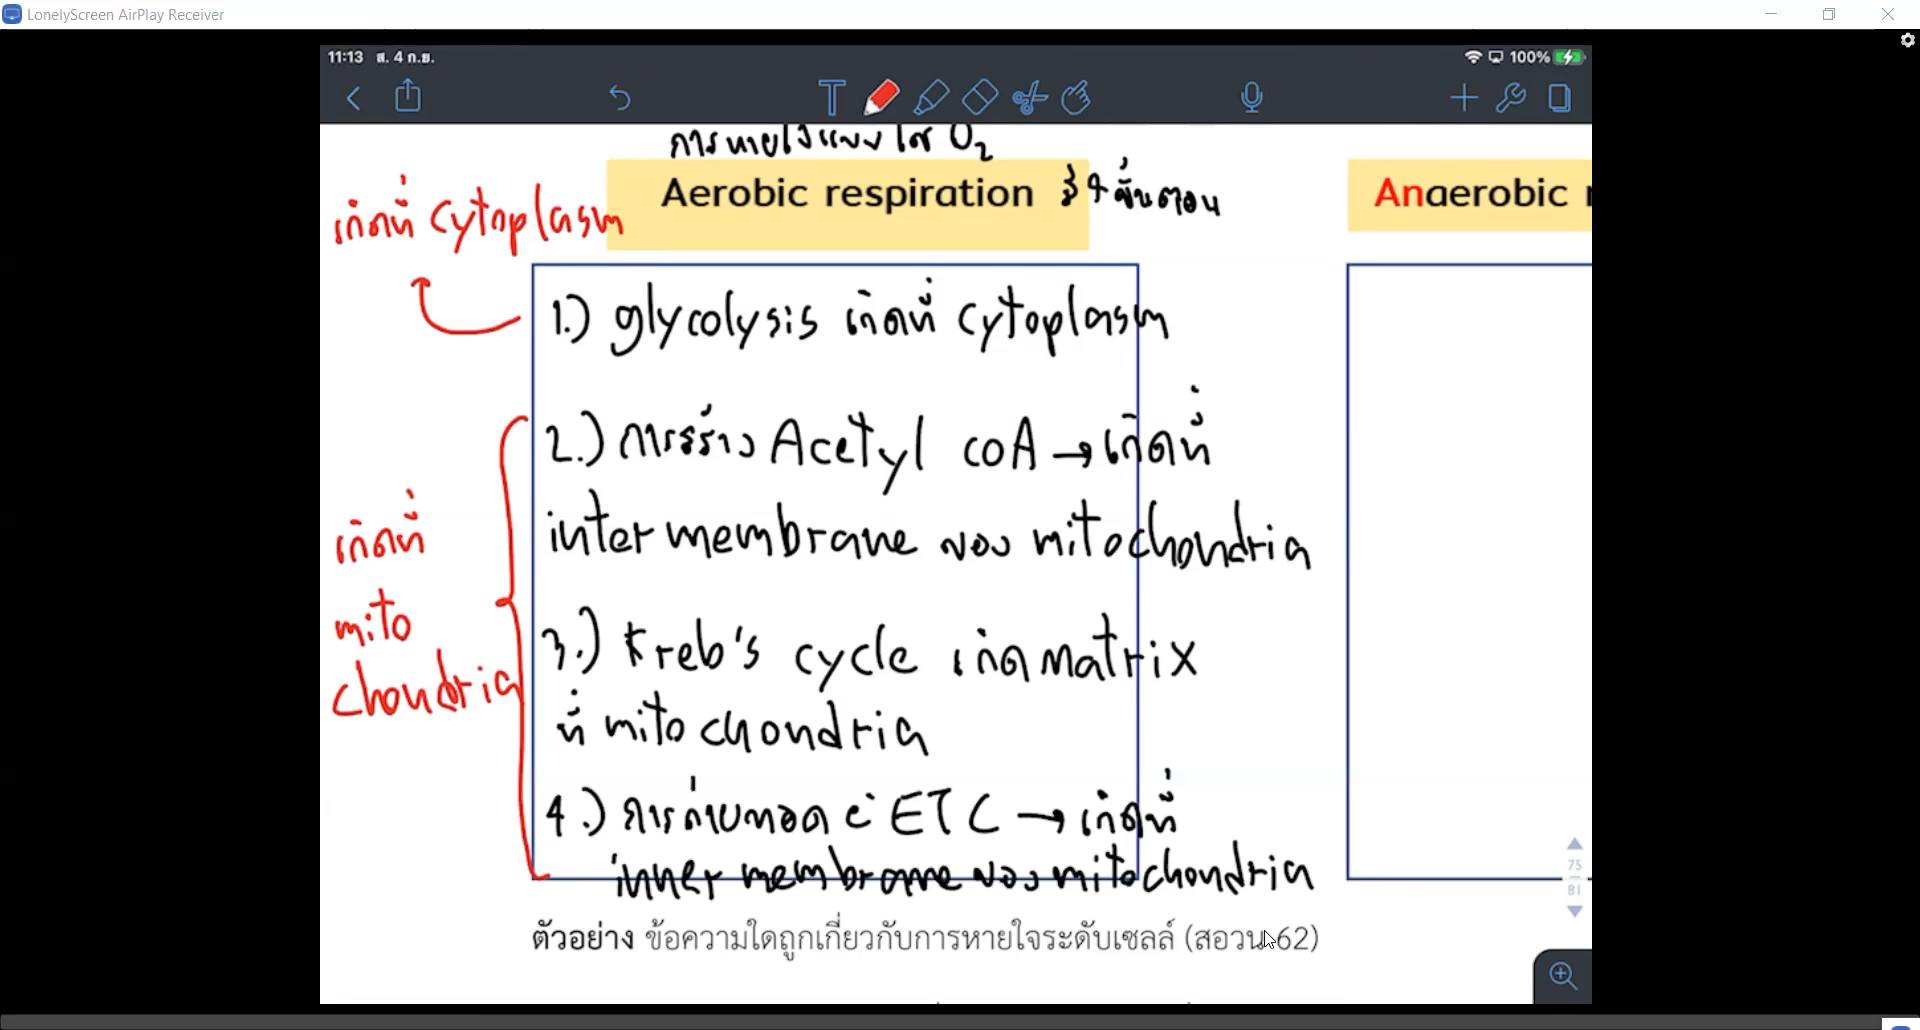 LonelyScreen AirPlay Receiver
11:13 ส. 4 ก.ย.
100%
การหายใจแบบใช้ O2
Aerobic respiration มี 4 ขั้นตอน
Anaerobic
เกิดที่ cytoplasm
1.) glycolysis เกิดที่ cytoplasm
2.) การสร้าง Acetyl coA → เกิดที่
inter membrane ของ mitochondria
3.) Kreb's cycle เกิด matrix
ที่ mitochondria
4.) การถ่ายทอด e⁻ ETC → เกิดที่
inner membrane ของ mitochondria
เกิดที่
mito
chondria
75
81
ตัวอย่าง ข้อความใดถูกเกี่ยวกับการหายใจระดับเซลล์ (สอวน 62)